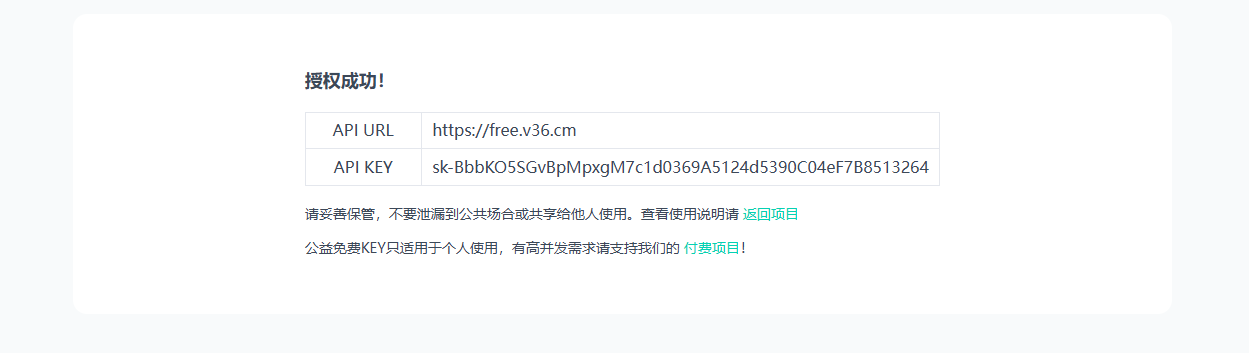 授权成功！
API URL https://free.v36.cm
API KEY sk-BbbKO5SGvBpMpxgM7c1d0369A5124d5390C04eF7B8513264
请妥善保管，不要泄漏到公共场合或共享给他人使用。查看使用说明请 返回项目
公益免费KEY只适用于个人使用，有高并发需求请支持我们的 付费项目！